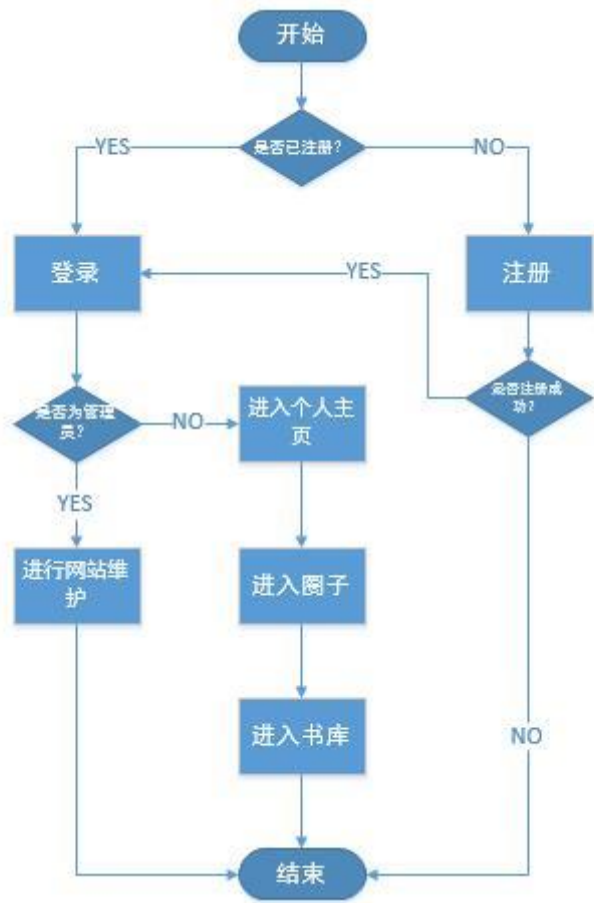 开始
是否已注册?
YES
NO
登录
YES
注册
是否为管理
员?
NO
进入个人主
页
是否注册成
功?
YES
进行网站维
护
进入圈子
进入书库
NO
结束